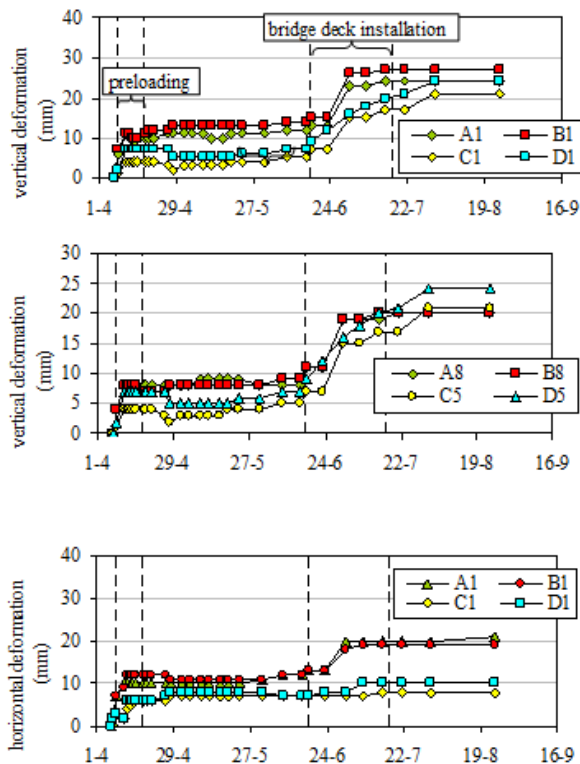 40
30
20
10
0
vertical deformation
(mm)
bridge deck installation
preloading
A1 B1
C1 D1
1-4 29-4 27-5 24-6 22-7 19-8 16-9
30
25
20
15
10
5
0
vertical deformation
(mm)
A8 B8
C5 D5
1-4 29-4 27-5 24-6 22-7 19-8 16-9
40
30
20
10
0
horizontal deformation
(mm)
A1 B1
C1 D1
1-4 29-4 27-5 24-6 22-7 19-8 16-9